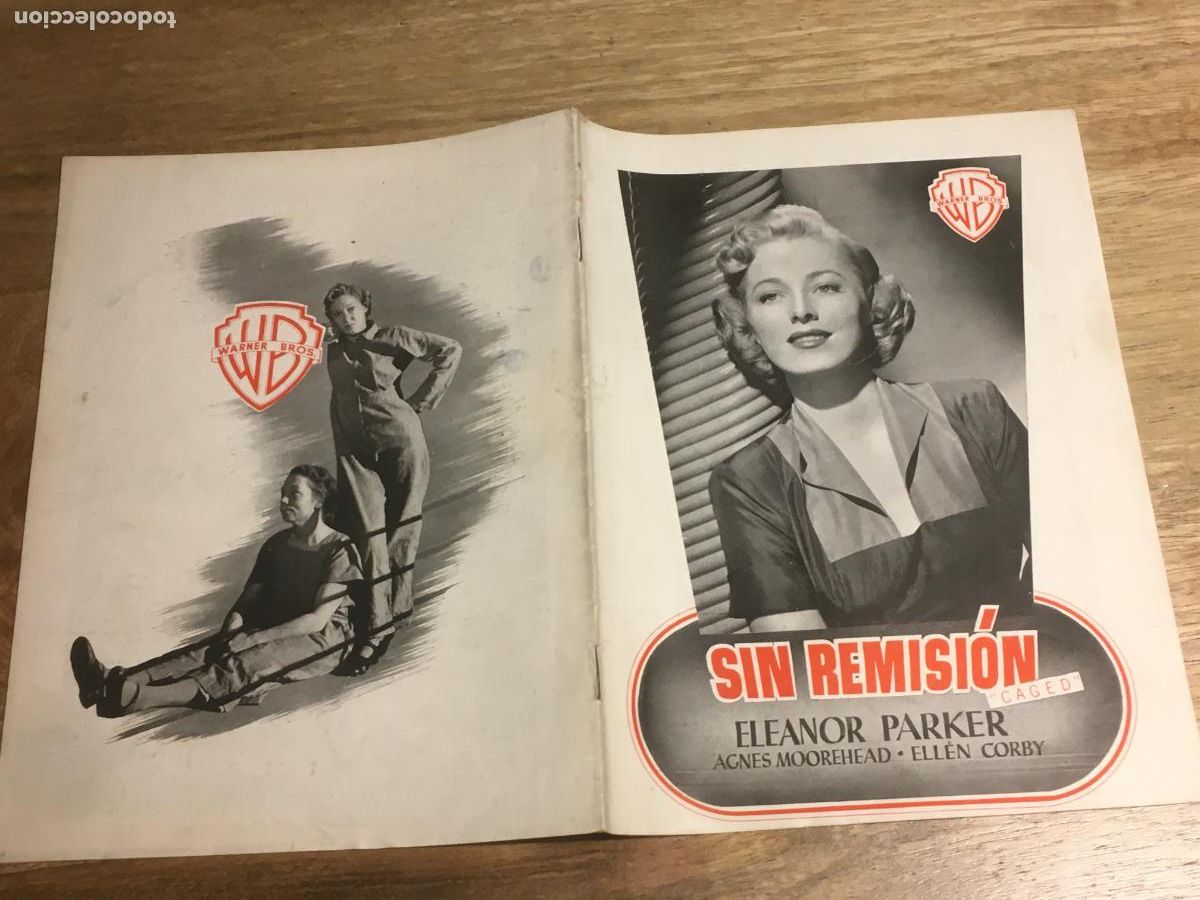 todocoleccion
WARNER BROS.
WB
WARNER BROS.
WB
SIN REMISIÓN
"CAGED"
ELEANOR PARKER
AGNES MOOREHEAD • ELLÈN CORBY